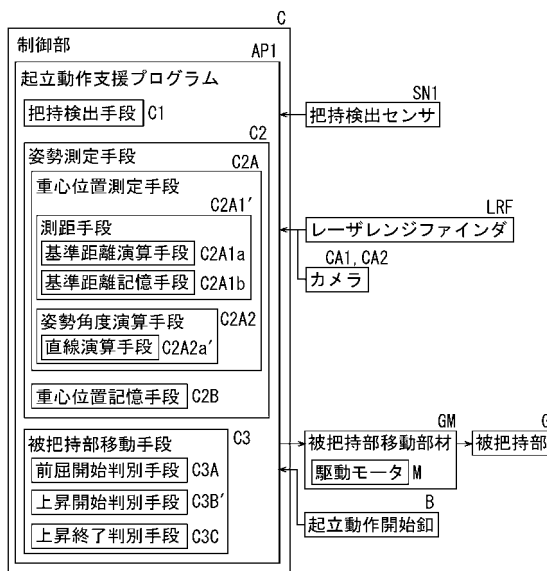 C
制御部
AP1
起立動作支援プログラム
把持検出手段 C1
C2
姿勢測定手段
C2A
重心位置測定手段
C2A1'
測距手段
基準距離演算手段 C2A1a
基準距離記憶手段 C2A1b
姿勢角度演算手段 C2A2
直線演算手段 C2A2a'
重心位置記憶手段 C2B
被把持部移動手段 C3
前屈開始判別手段 C3A
上昇開始判別手段 C3B'
上昇終了判別手段 C3C
SN1
把持検出センサ
LRF
レーザレンジファインダ
CA1, CA2
カメラ
GM
被把持部移動部材
駆動モータ M
G
被把持部
B
起立動作開始釦